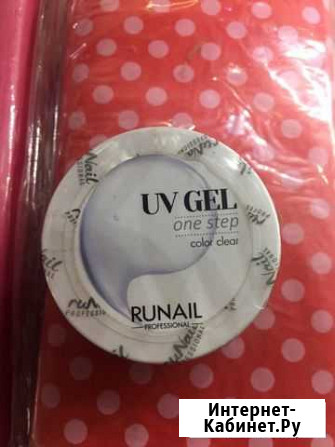 UV GEL
one step
color clear
RUNAIL
PROFESSIONAL
Интернет-
Кабинет.Ру